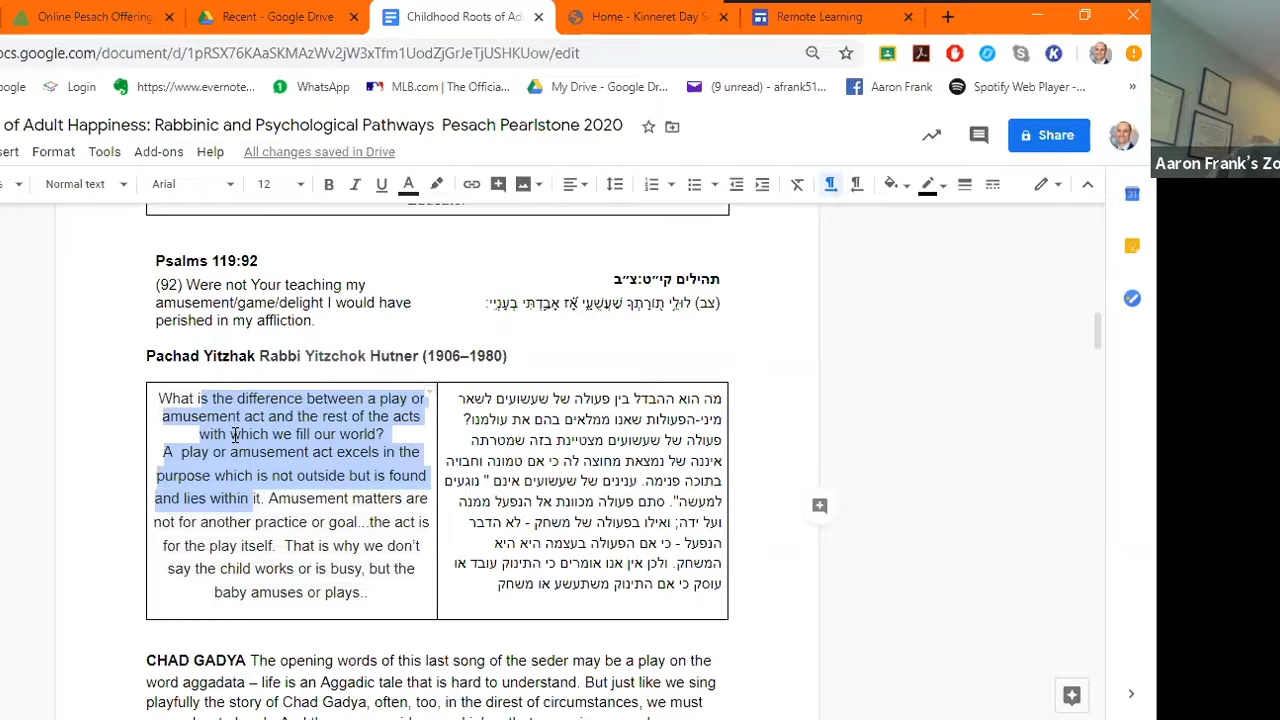 Online Pesach Offering
Recent - Google Drive
Childhood Roots of Ad
Home - Kinneret Day S
Remote Learning
ocs.google.com/document/d/1pRSX76KAaSKMAzWv2jW3xTfm1UodZjGrJeTjUSHKUow/edit
oogle
Login
http://www.evernote...
WhatsApp
MLB.com | The Officia...
My Drive - Google Dr...
(9 unread) - afrank51...
Aaron Frank
Spotify Web Player -...
»
of Adult Happiness: Rabbinic and Psychological Pathways Pesach Pearlstone 2020
Share
Aaron Frank's Zo
sert Format Tools Add-ons Help All changes saved in Drive
% Normal text Arial 12 B I U A
Psalms 119:92
(92) Were not Your teaching my
amusement/game/delight I would have
perished in my affliction.
תהילים קי״ט:צ״ב
(צב) לוּלֵ֣י ת֭וֹרָתְךָ שַׁעֲשֻׁעָ֑י אָ֝֗ז אָבַ֥דְתִּי בְעׇנְיִֽי׃
Pachad Yitzhak Rabbi Yitzchok Hutner (1906–1980)
What is the difference between a play or
amusement act and the rest of the acts
with which we fill our world?
A play or amusement act excels in the
purpose which is not outside but is found
and lies within it. Amusement matters are
not for another practice or goal...the act is
for the play itself. That is why we don't
say the child works or is busy, but the
baby amuses or plays..
מה הוא ההבדל בין פעולה של שעשועים לשאר
מיני-הפעולות שאנו ממלאים בהם את עולמנו?
פעולה של שעשועים מצטיינת בזה שמטרתה
איננה של נמצאת מחוצה לה כי אם טמונה וחבויה
בתוכה פנימה. ענינים של שעשועים אינם " נוגעים
למעשה". סתם פעולה מכוונת אל הנפעל ממנה
ועל ידה; ואילו בפעולה של משחק - לא הדבר
הנפעל - כי אם הפעולה בעצמה היא היא
המשחק. ולכן אין אנו אומרים כי התינוק עובד או
עוסק כי אם התינוק משתעשע או משחק
CHAD GADYA The opening words of this last song of the seder may be a play on the
word aggadata – life is an Aggadic tale that is hard to understand. But just like we sing
playfully the story of Chad Gadya, often, too, in the direst of circumstances, we must